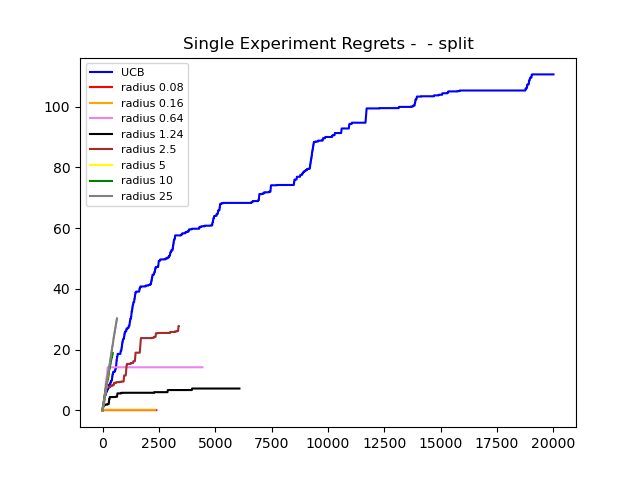 Single Experiment Regrets -  - split
UCB
radius 0.08
radius 0.16
radius 0.64
radius 1.24
radius 2.5
radius 5
radius 10
radius 25
100
80
60
40
20
0
0 2500 5000 7500 10000 12500 15000 17500 20000